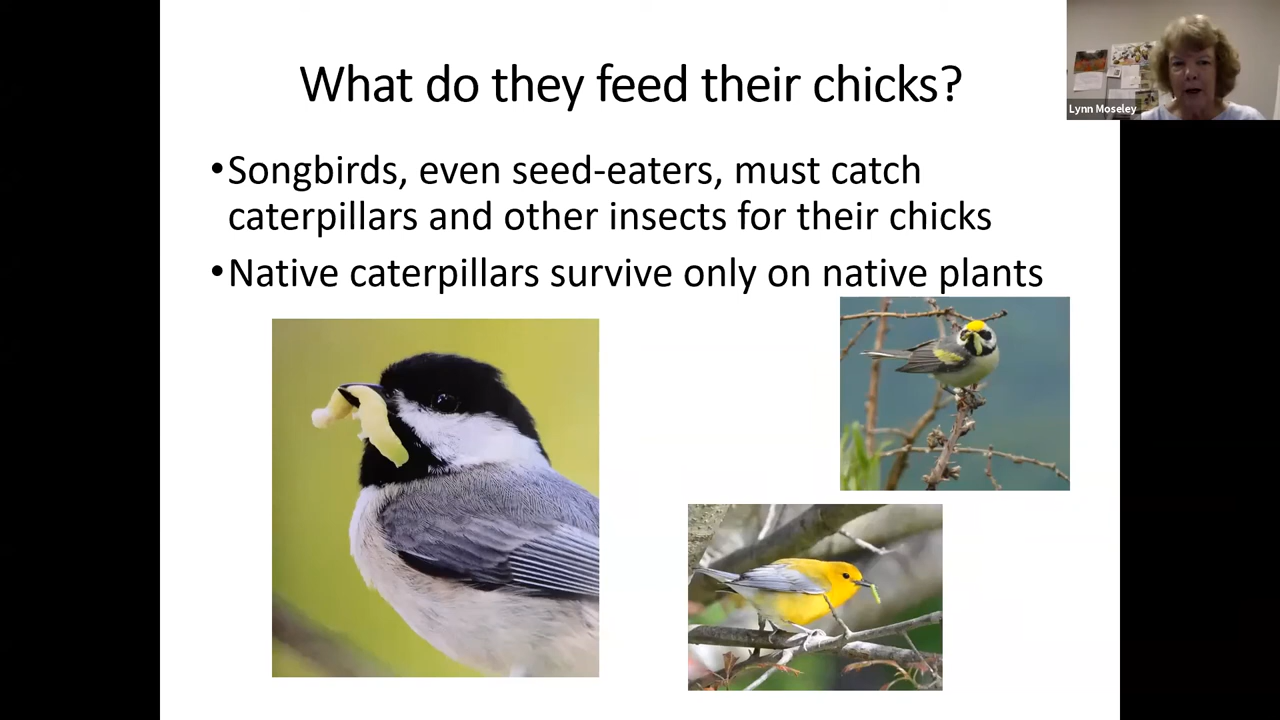 What do they feed their chicks?
•Songbirds, even seed-eaters, must catch
caterpillars and other insects for their chicks
•Native caterpillars survive only on native plants
Lynn Moseley